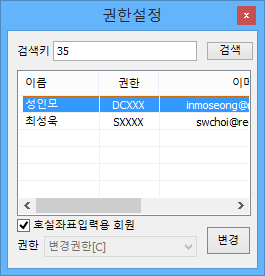 권한설정
검색키 35 검색
이름 권한 이메
성인모 DCXXX inmoseong@
최성욱 SXXXX swchoi@re
호실좌표입력용 회원
권한 변경권한[C] 변경